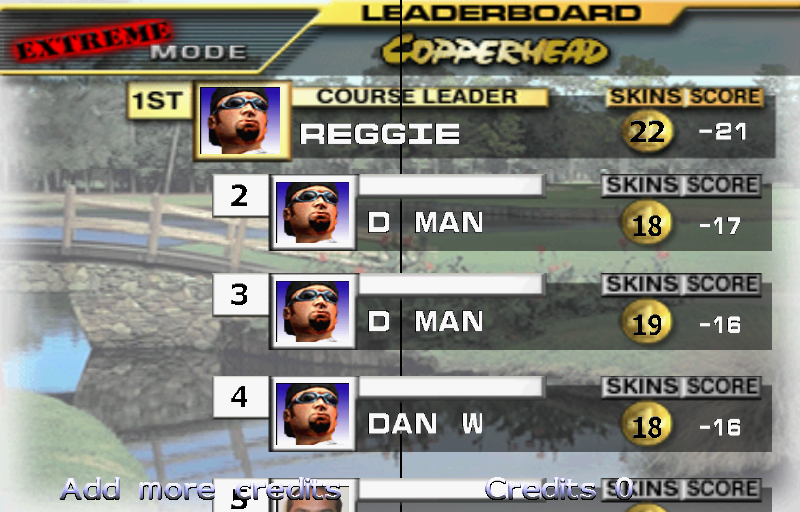 LEADERBOARD
EXTREME MODE
COPPERHEAD
1ST COURSE LEADER SKINS SCORE
REGGIE 22 -21
2 SKINS SCORE
D MAN 18 -17
3 SKINS SCORE
D MAN 19 -16
4 SKINS SCORE
DAN W 18 -16
5 SKINS SCORE
Add more credits Credits 0